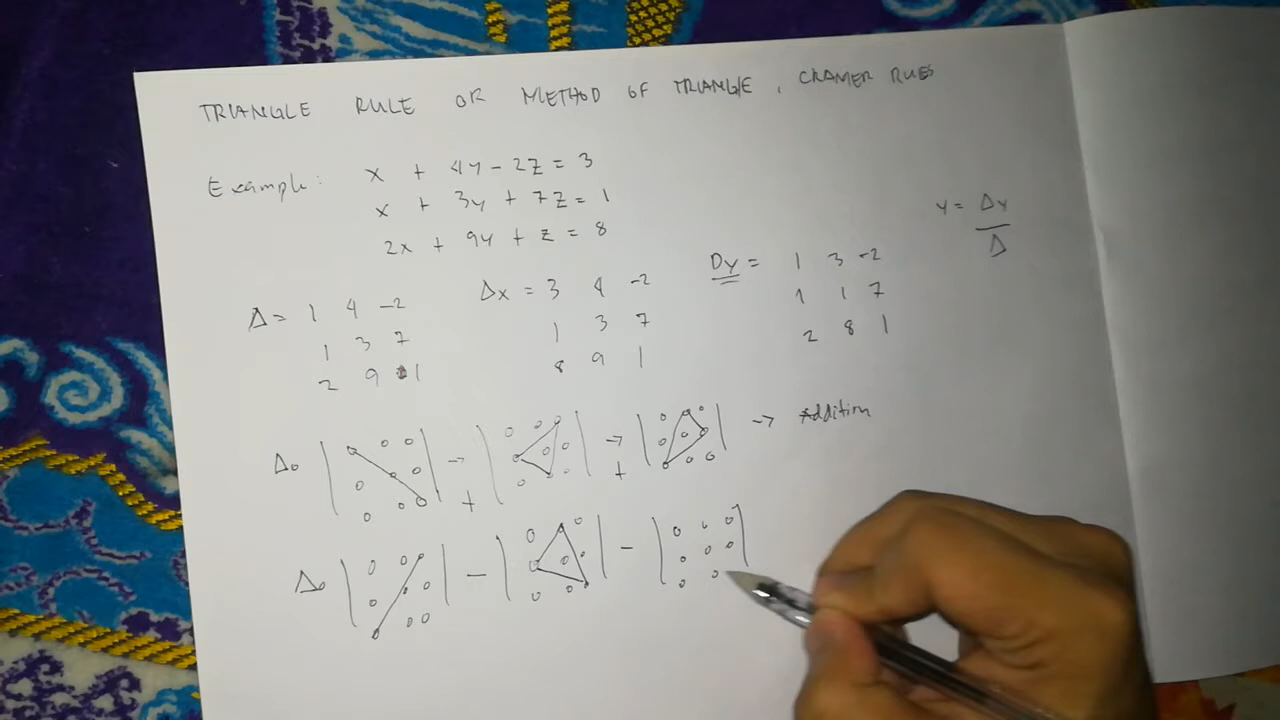 TRIANGLE RULE OR METHOD OF TRIANGLE, CRAMER RUES
Example: x + 4y - 2z = 3
x + 3y + 7z = 1
2x + 9y + z = 8
y = Δy / Δ
Δ = 1 4 -2
1 3 7
2 9 1
Δx = 3 4 -2
1 3 7
8 9 1
Dy = 1 3 -2
1 1 7
2 8 1
Δ0 | | → + | | → + | | → Addition
Δ0 | | - | | - | |